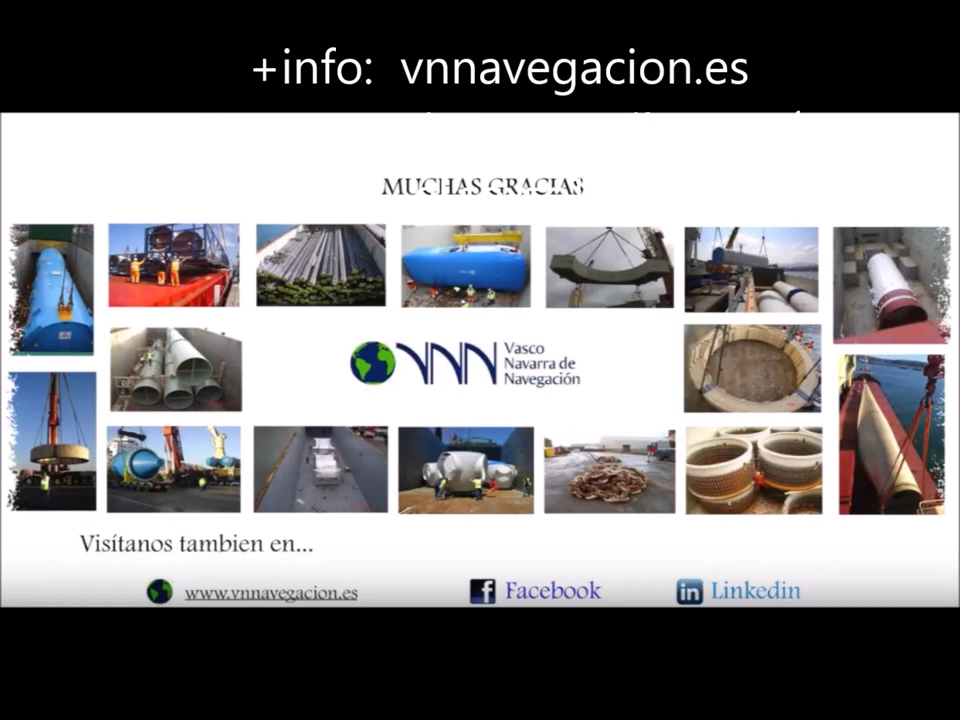 +info: vnnavegacion.es
MUCHAS GRACIAS
VNN
Vasco
Navarra de
Navegación
Visítanos tambien en...
www.vnnavegacion.es
Facebook
Linkedin